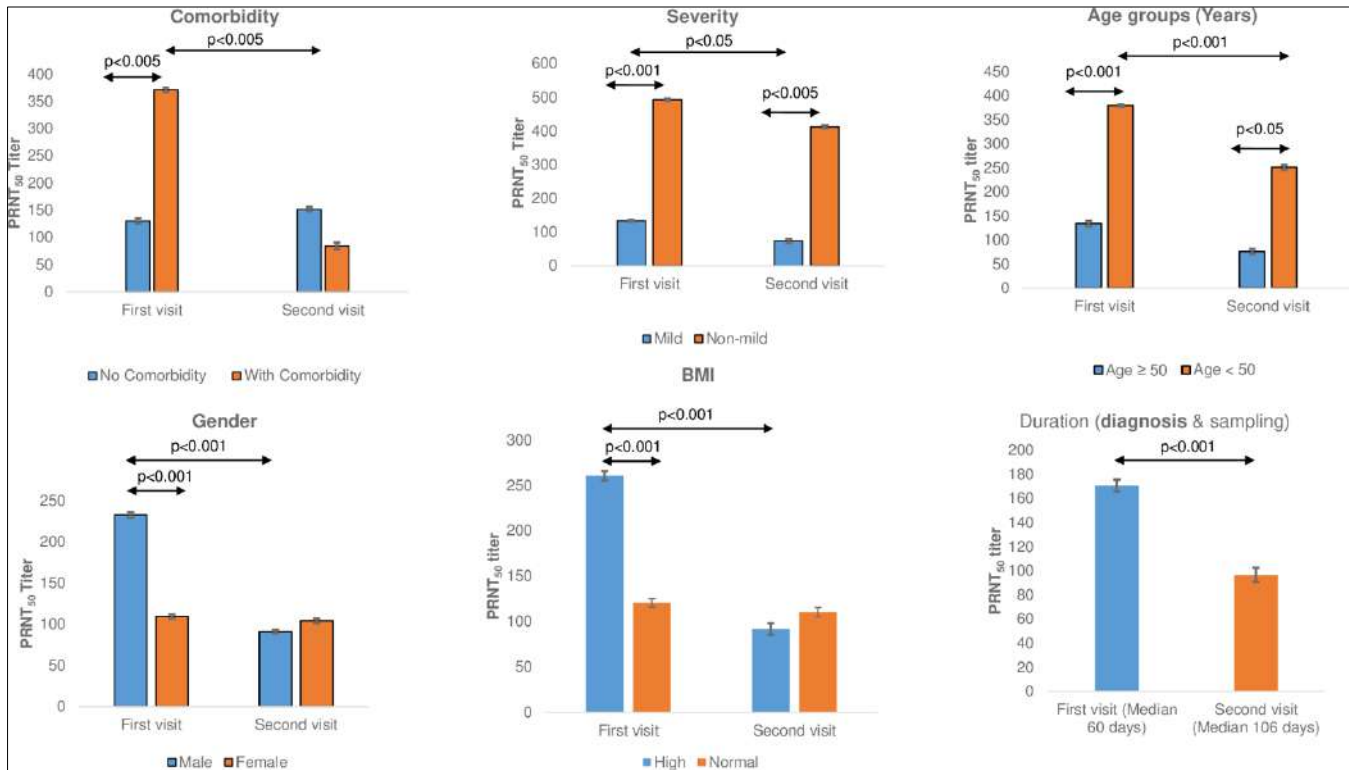 Comorbidity
p<0.005
p<0.005
400
350
300
250
200
150
100
50
0
PRNT50 Titer
First visit
Second visit
No Comorbidity
With Comorbidity
Severity
p<0.05
p<0.001
p<0.005
600
500
400
300
200
100
0
PRNT50 Titer
First visit
Second visit
Mild
Non-mild
Age groups (Years)
p<0.001
p<0.001
p<0.05
450
400
350
300
250
200
150
100
50
0
PRNT50 titer
First visit
Second visit
Age ≥ 50
Age < 50
Gender
p<0.001
p<0.001
250
200
150
100
50
0
PRNT50 Titer
First visit
Second visit
Male
Female
BMI
p<0.001
p<0.001
300
250
200
150
100
50
0
PRNT50 titer
First visit
Second visit
High
Normal
Duration (diagnosis & sampling)
p<0.001
200
180
160
140
120
100
80
60
40
20
0
PRNT50 titer
First visit (Median
60 days)
Second visit
(Median 106 days)